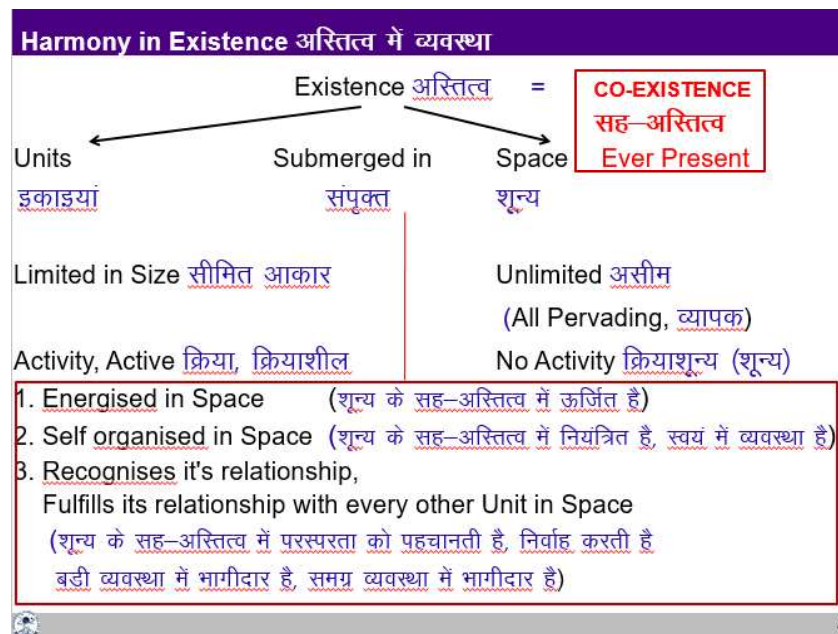 Harmony in Existence अस्तित्व में व्यवस्था
Existence अस्तित्व = CO-EXISTENCE
सह–अस्तित्व
Units Submerged in Space Ever Present
इकाइयां संपृक्त शून्य
Limited in Size सीमित आकार Unlimited असीम
(All Pervading, व्यापक)
Activity, Active क्रिया, क्रियाशील No Activity क्रियाशून्य (शून्य)
1. Energised in Space (शून्य के सह–अस्तित्व में ऊर्जित है)
2. Self organised in Space (शून्य के सह–अस्तित्व में नियंत्रित है, स्वयं में व्यवस्था है)
3. Recognises it's relationship,
Fulfills its relationship with every other Unit in Space
(शून्य के सह–अस्तित्व में परस्परता को पहचानती है, निर्वाह करती है
बडी व्यवस्था में भागीदार है, समग्र व्यवस्था में भागीदार है)